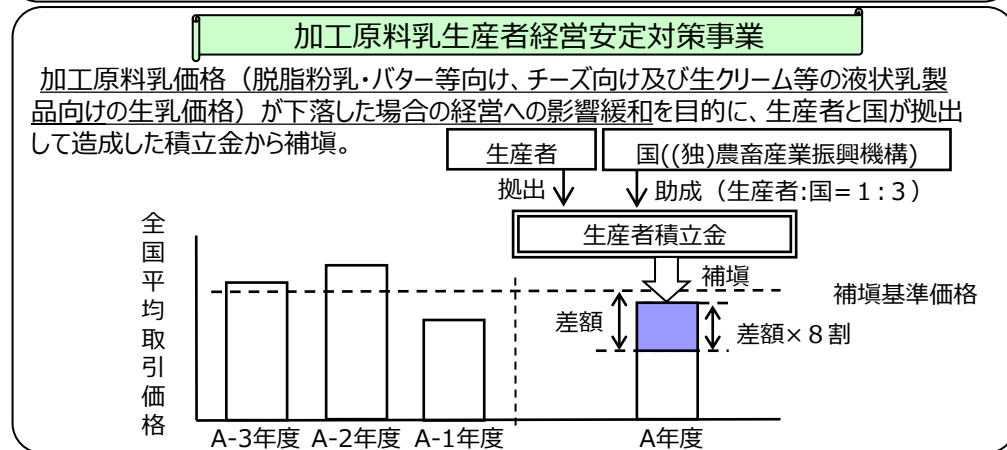 加工原料乳生産者経営安定対策事業
加工原料乳価格（脱脂粉乳・バター等向け、チーズ向け及び生クリーム等の液状乳製
品向けの生乳価格）が下落した場合の経営への影響緩和を目的に、生産者と国が拠出
して造成した積立金から補塡。
生産者
国((独)農畜産業振興機構)
拠出
助成（生産者:国＝１:３）
生産者積立金
全国平均取引価格
補塡
補塡基準価格
差額
差額×８割
A-3年度 A-2年度 A-1年度 A年度